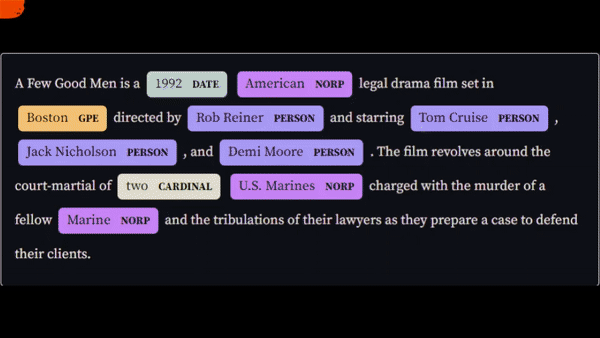 A Few Good Men is a 1992 DATE American NORP legal drama film set in
Boston GPE directed by Rob Reiner PERSON and starring Tom Cruise PERSON ,
Jack Nicholson PERSON , and Demi Moore PERSON . The film revolves around the
court-martial of two CARDINAL U.S. Marines NORP charged with the murder of a
fellow Marine NORP and the tribulations of their lawyers as they prepare a case to defend
their clients.